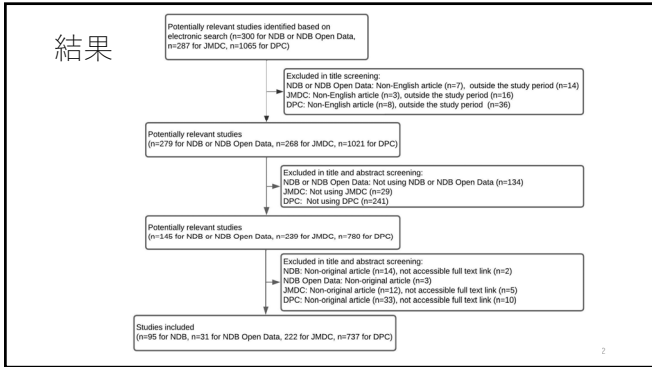 結果
Potentially relevant studies identified based on
electronic search (n=300 for NDB or NDB Open Data,
n=287 for JMDC, n=1065 for DPC)
Excluded in title screening:
NDB or NDB Open Data: Non-English article (n=7), outside the study period (n=14)
JMDC: Non-English article (n=3), outside the study period (n=16)
DPC: Non-English article (n=8), outside the study period (n=36)
Potentially relevant studies
(n=279 for NDB or NDB Open Data, n=268 for JMDC, n=1021 for DPC)
Excluded in title and abstract screening:
NDB or NDB Open Data: Not using NDB or NDB Open Data (n=134)
JMDC: Not using JMDC (n=29)
DPC: Not using DPC (n=241)
Potentially relevant studies
(n=145 for NDB or NDB Open Data, n=239 for JMDC, n=780 for DPC)
Excluded in title and abstract screening:
NDB: Non-original article (n=14), not accessible full text link (n=2)
NDB Open Data: Non-original article (n=3)
JMDC: Non-original article (n=12), not accessible full text link (n=5)
DPC: Non-original article (n=33), not accessible full text link (n=10)
Studies included
(n=95 for NDB, n=31 for NDB Open Data, 222 for JMDC, n=737 for DPC)
2